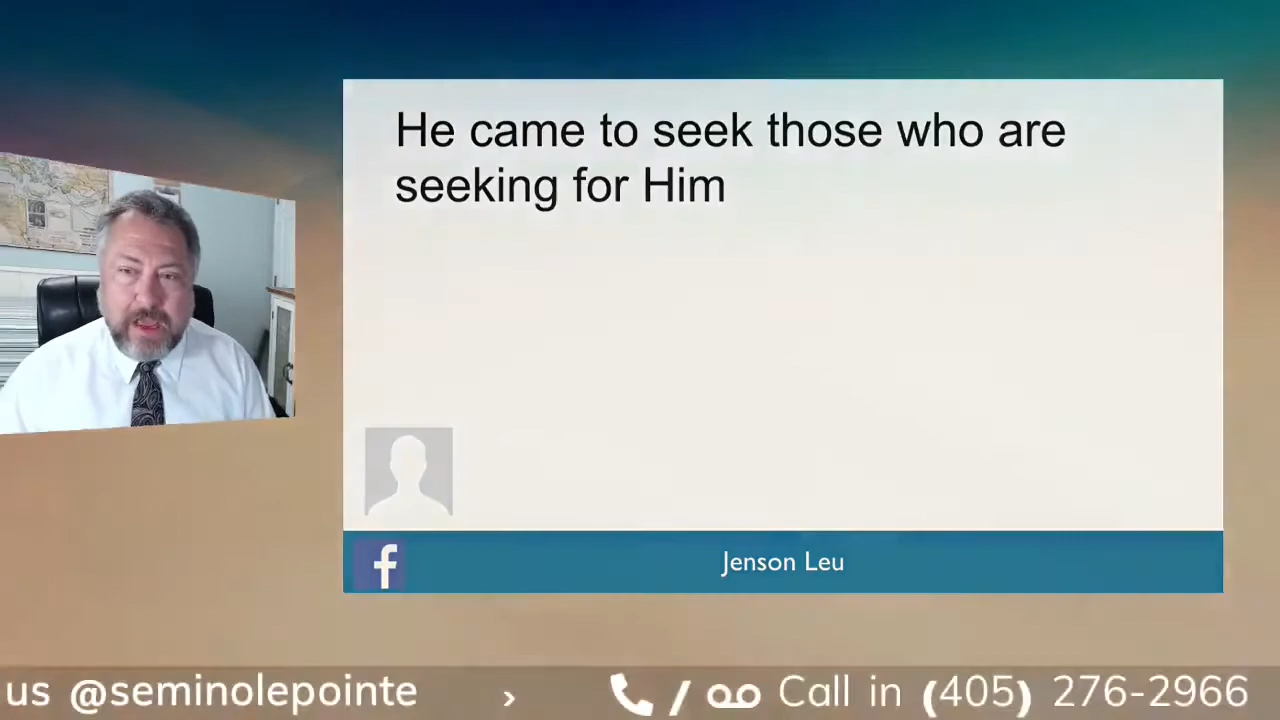 He came to seek those who are
seeking for Him
f
Jenson Leu
us @seminolepointe > / Call in (405) 276-2966